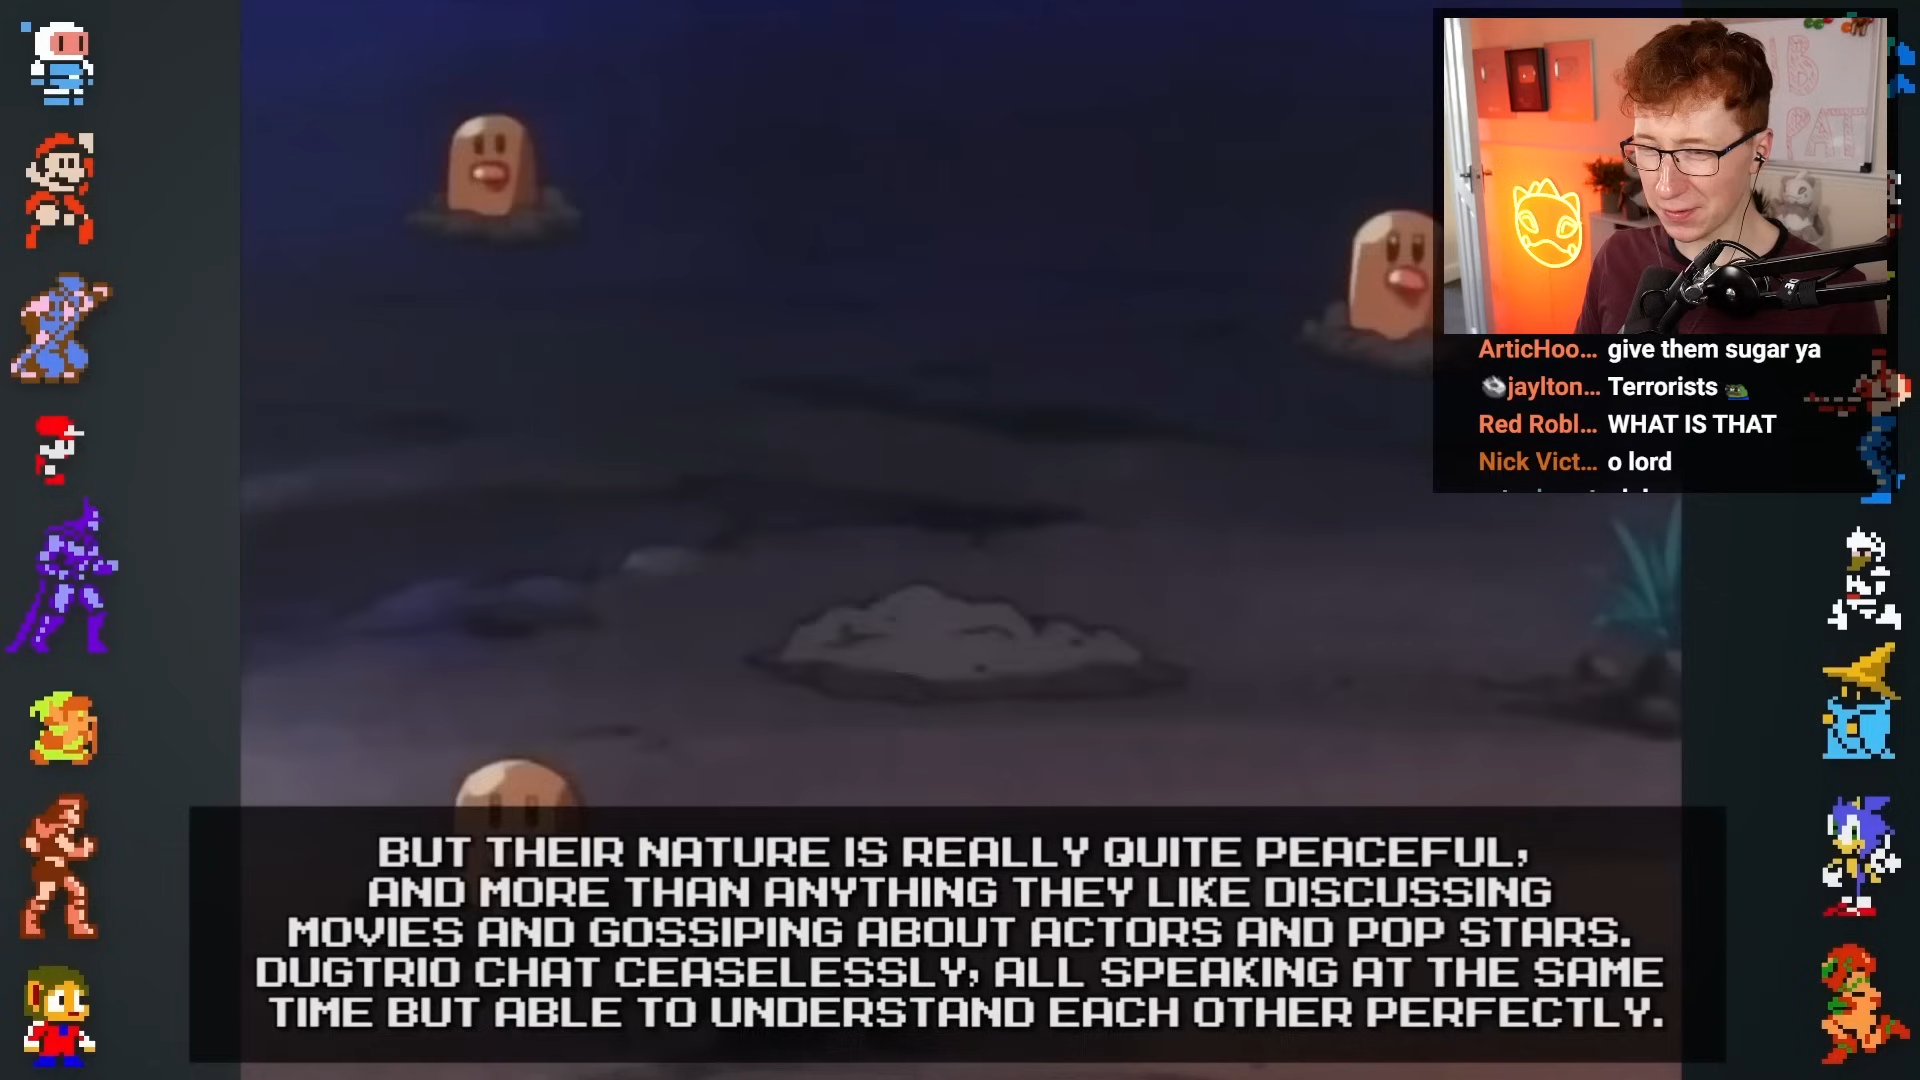 ArticHoo... give them sugar ya
jaylton... Terrorists
Red Robl... WHAT IS THAT
Nick Vict... o lord
BUT THEIR NATURE IS REALLY QUITE PEACEFUL,
AND MORE THAN ANYTHING THEY LIKE DISCUSSING
MOVIES AND GOSSIPING ABOUT ACTORS AND POP STARS.
DUGTRIO CHAT CEASELESSLY, ALL SPEAKING AT THE SAME
TIME BUT ABLE TO UNDERSTAND EACH OTHER PERFECTLY.